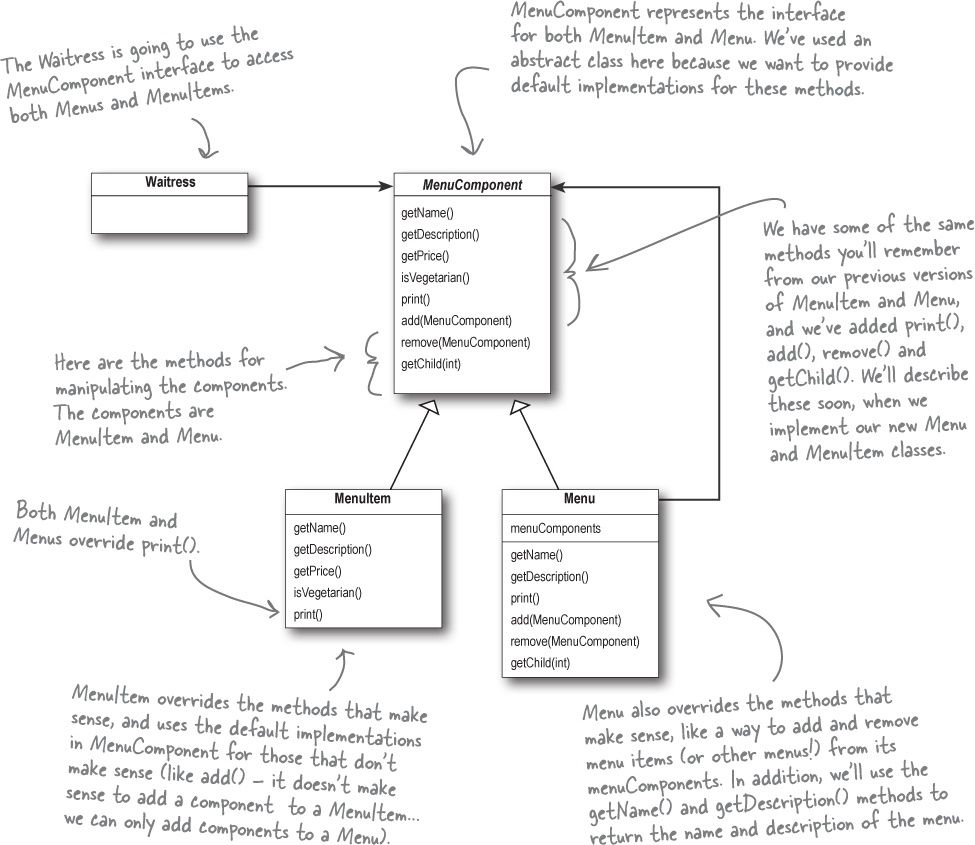 The Waitress is going to use the
MenuComponent interface to access
both Menus and MenuItems.
MenuComponent represents the interface
for both MenuItem and Menu. We've used an
abstract class here because we want to provide
default implementations for these methods.
Waitress
MenuComponent
getName()
getDescription()
getPrice()
isVegetarian()
print()
add(MenuComponent)
remove(MenuComponent)
getChild(int)
We have some of the same
methods you'll remember
from our previous versions
of MenuItem and Menu,
and we've added print(),
add(), remove() and
getChild(). We'll describe
these soon, when we
implement our new Menu
and MenuItem classes.
Here are the methods for
manipulating the components.
The components are
MenuItem and Menu.
Both MenuItem and
Menus override print().
MenuItem
getName()
getDescription()
getPrice()
isVegetarian()
print()
Menu
menuComponents
getName()
getDescription()
print()
add(MenuComponent)
remove(MenuComponent)
getChild(int)
MenuItem overrides the methods that make
sense, and uses the default implementations
in MenuComponent for those that don't
make sense (like add() – it doesn't make
sense to add a component to a MenuItem...
we can only add components to a Menu).
Menu also overrides the methods that
make sense, like a way to add and remove
menu items (or other menus!) from its
menuComponents. In addition, we'll use the
getName() and getDescription() methods to
return the name and description of the menu.